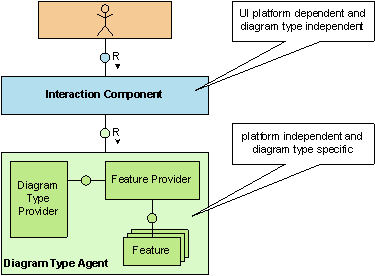 UI platform dependent and
diagram type independent
R
Interaction Component
R
platform independent and
diagram type specific
Diagram
Type
Provider
Feature Provider
Feature
Diagram Type Agent